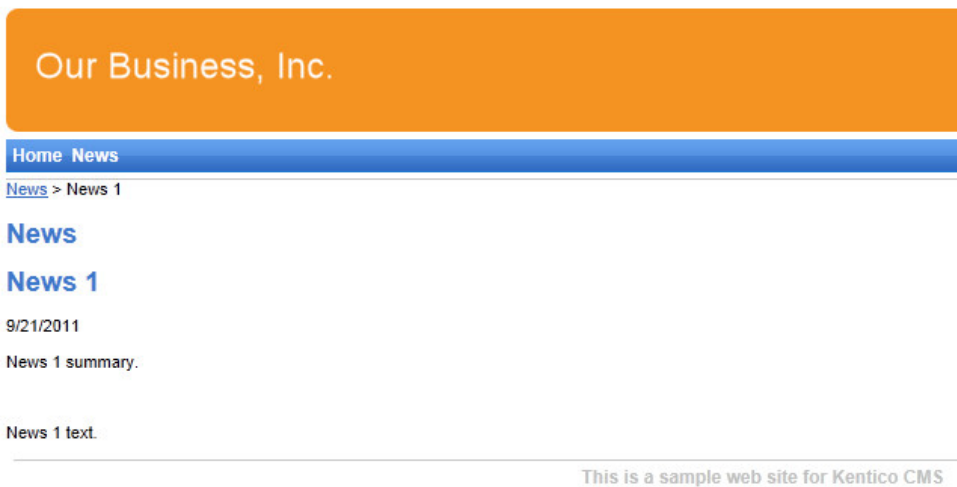 Our Business, Inc.
Home News
News > News 1
News
News 1
9/21/2011
News 1 summary.
News 1 text.
This is a sample web site for Kentico CMS